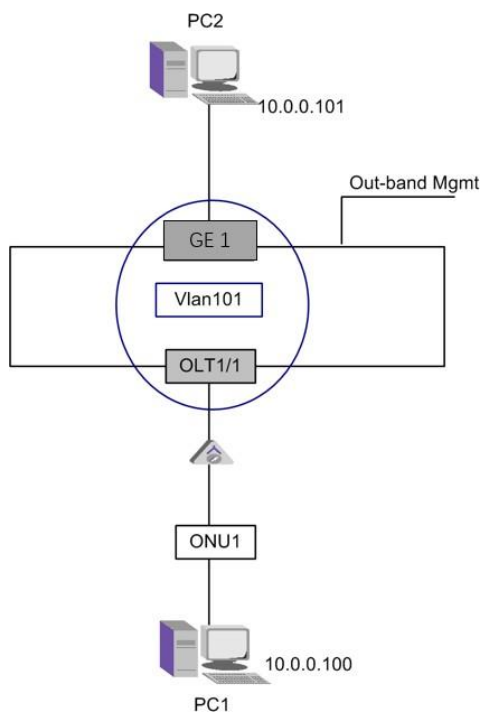 PC2
10.0.0.101
Out-band Mgmt
GE 1
Vlan101
OLT1/1
ONU1
10.0.0.100
PC1